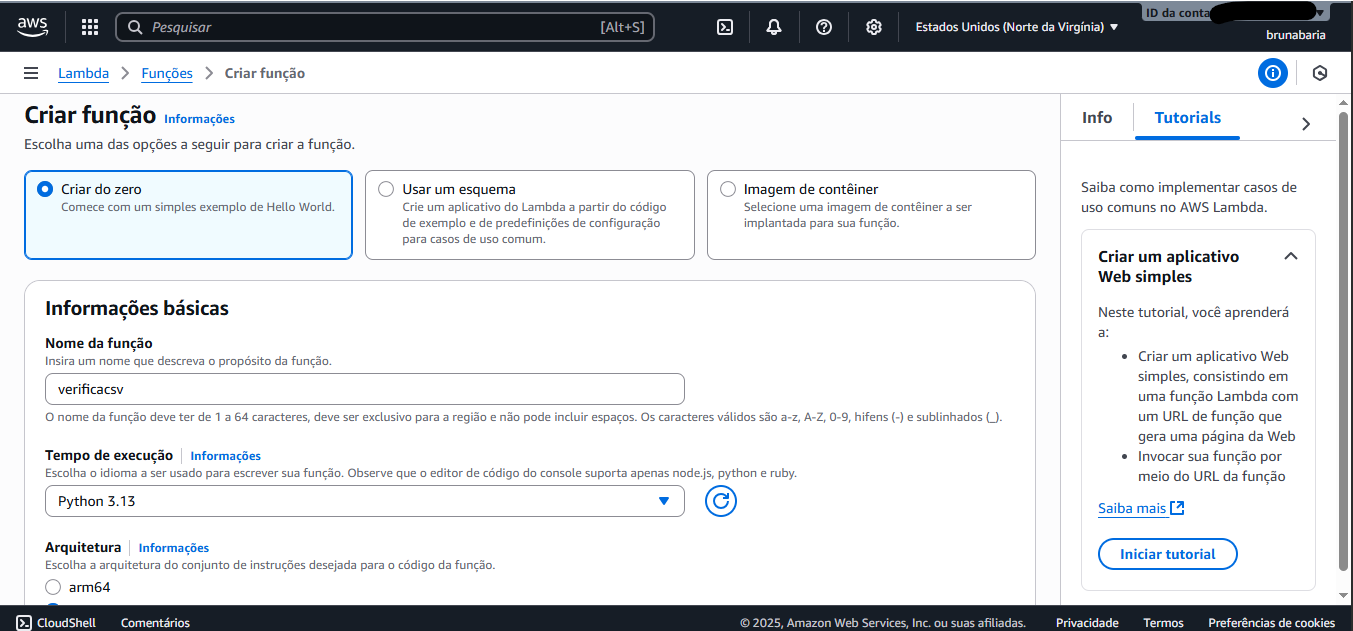 aws
Pesquisar
[Alt+S]
Estados Unidos (Norte da Virgínia)
ID da conta
brunabaria
Lambda
Funções
Criar função
Criar função
Informações
Escolha uma das opções a seguir para criar a função.
Criar do zero
Comece com um simples exemplo de Hello World.
Usar um esquema
Crie um aplicativo do Lambda a partir do código
de exemplo e de predefinições de configuração
para casos de uso comum.
Imagem de contêiner
Selecione uma imagem de contêiner a ser
implantada para sua função.
Informações básicas
Nome da função
Insira um nome que descreva o propósito da função.
verificacsv
O nome da função deve ter de 1 a 64 caracteres, deve ser exclusivo para a região e não pode incluir espaços. Os caracteres válidos são a-z, A-Z, 0-9, hifens (-) e sublinhados (_).
Tempo de execução
Informações
Escolha o idioma a ser usado para escrever sua função. Observe que o editor de código do console suporta apenas node.js, python e ruby.
Python 3.13
Arquitetura
Informações
Escolha a arquitetura do conjunto de instruções desejada para o código da função.
arm64
Info
Tutorials
Saiba como implementar casos de
uso comuns no AWS Lambda.
Criar um aplicativo
Web simples
Neste tutorial, você aprenderá
a:
• Criar um aplicativo Web
simples, consistindo em
uma função Lambda com
um URL de função que
gera uma página da Web
• Invocar sua função por
meio do URL da função
Saiba mais
Iniciar tutorial
CloudShell
Comentários
© 2025, Amazon Web Services, Inc. ou suas afiliadas.
Privacidade
Termos
Preferências de cookies